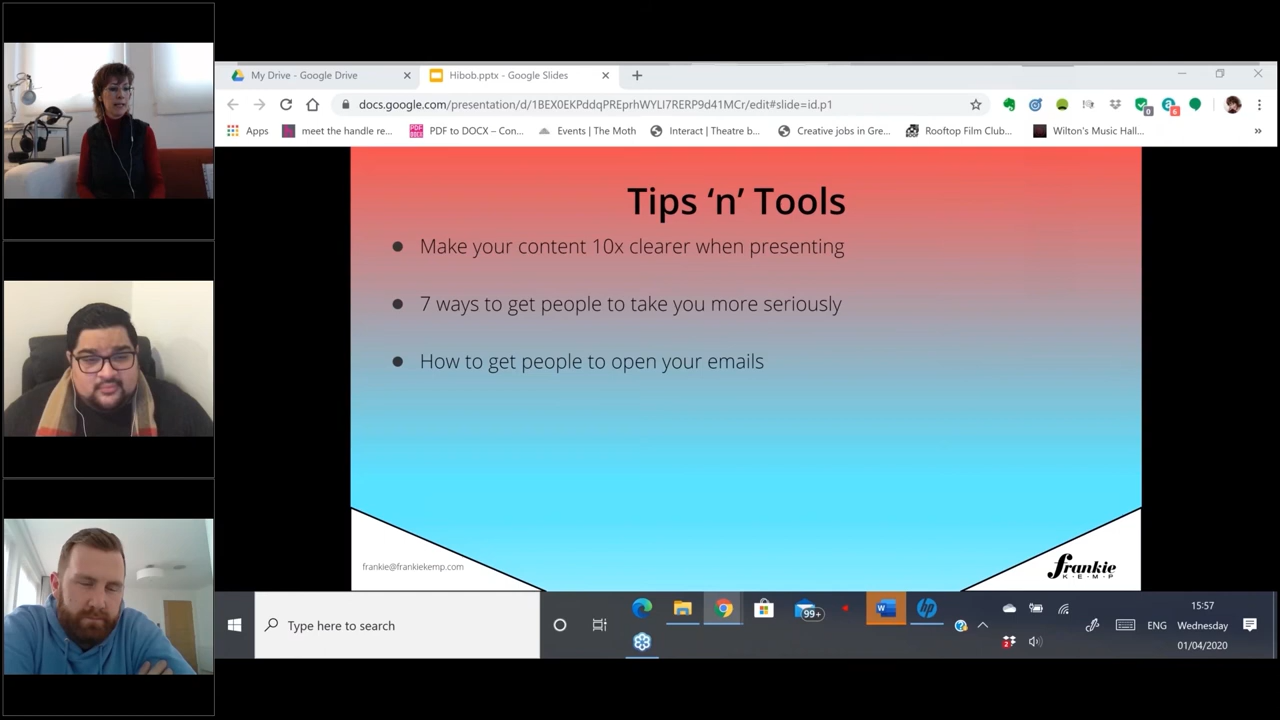 My Drive - Google Drive
Hibob.pptx - Google Slides
docs.google.com/presentation/d/1BEX0EKPddqPREprhWYLI7RERP9d41MCr/edit#slide=id.p1
0
6
Apps
meet the handle re...
PDF to DOCX – Con...
Events | The Moth
Interact | Theatre b...
Creative jobs in Gre...
Rooftop Film Club...
Wilton's Music Hall...
»
Tips ‘n’ Tools
● Make your content 10x clearer when presenting
● 7 ways to get people to take you more seriously
● How to get people to open your emails
frankie@frankiekemp.com
frankie
KEMP
Type here to search
99+
hp
2
ENG
15:57
Wednesday
01/04/2020